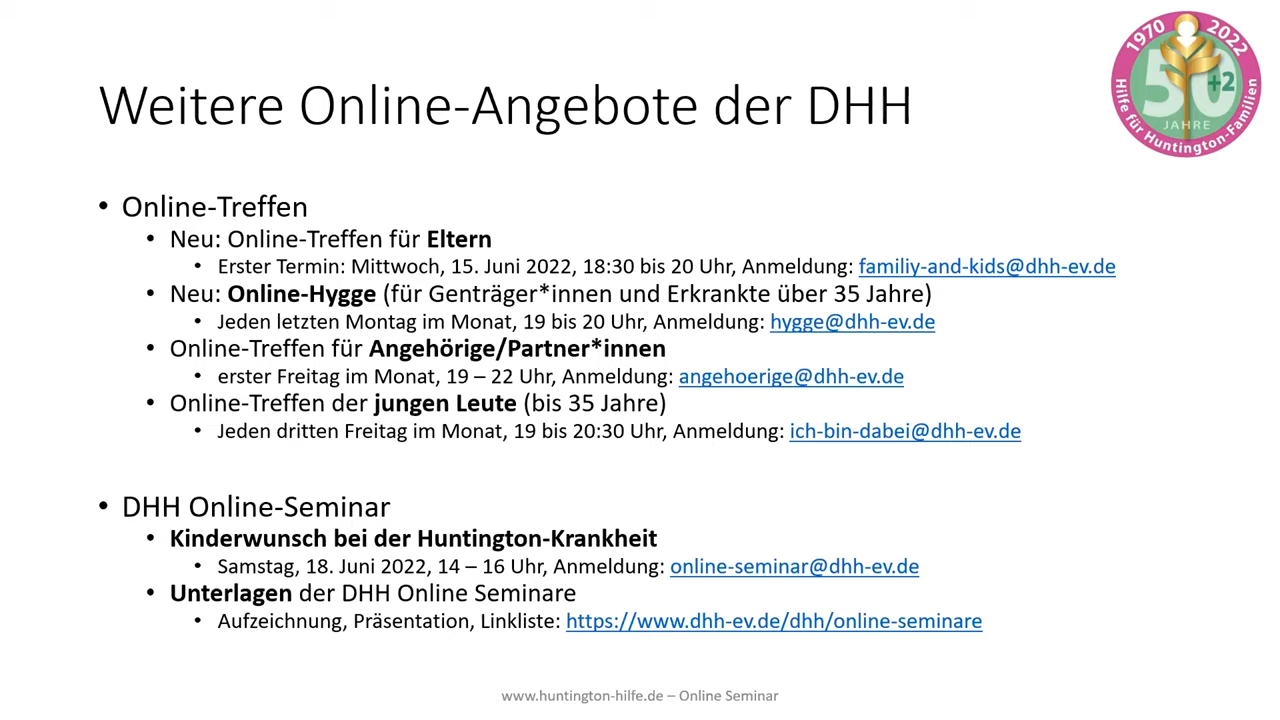 Weitere Online-Angebote der DHH
1970 2022
50 +2
JAHRE
Hilfe für Huntington-Familien
• Online-Treffen
• Neu: Online-Treffen für Eltern
• Erster Termin: Mittwoch, 15. Juni 2022, 18:30 bis 20 Uhr, Anmeldung: familiy-and-kids@dhh-ev.de
• Neu: Online-Hygge (für Genträger*innen und Erkrankte über 35 Jahre)
• Jeden letzten Montag im Monat, 19 bis 20 Uhr, Anmeldung: hygge@dhh-ev.de
• Online-Treffen für Angehörige/Partner*innen
• erster Freitag im Monat, 19 – 22 Uhr, Anmeldung: angehoerige@dhh-ev.de
• Online-Treffen der jungen Leute (bis 35 Jahre)
• Jeden dritten Freitag im Monat, 19 bis 20:30 Uhr, Anmeldung: ich-bin-dabei@dhh-ev.de
• DHH Online-Seminar
• Kinderwunsch bei der Huntington-Krankheit
• Samstag, 18. Juni 2022, 14 – 16 Uhr, Anmeldung: online-seminar@dhh-ev.de
• Unterlagen der DHH Online Seminare
• Aufzeichnung, Präsentation, Linkliste: https://www.dhh-ev.de/dhh/online-seminare
www.huntington-hilfe.de – Online Seminar